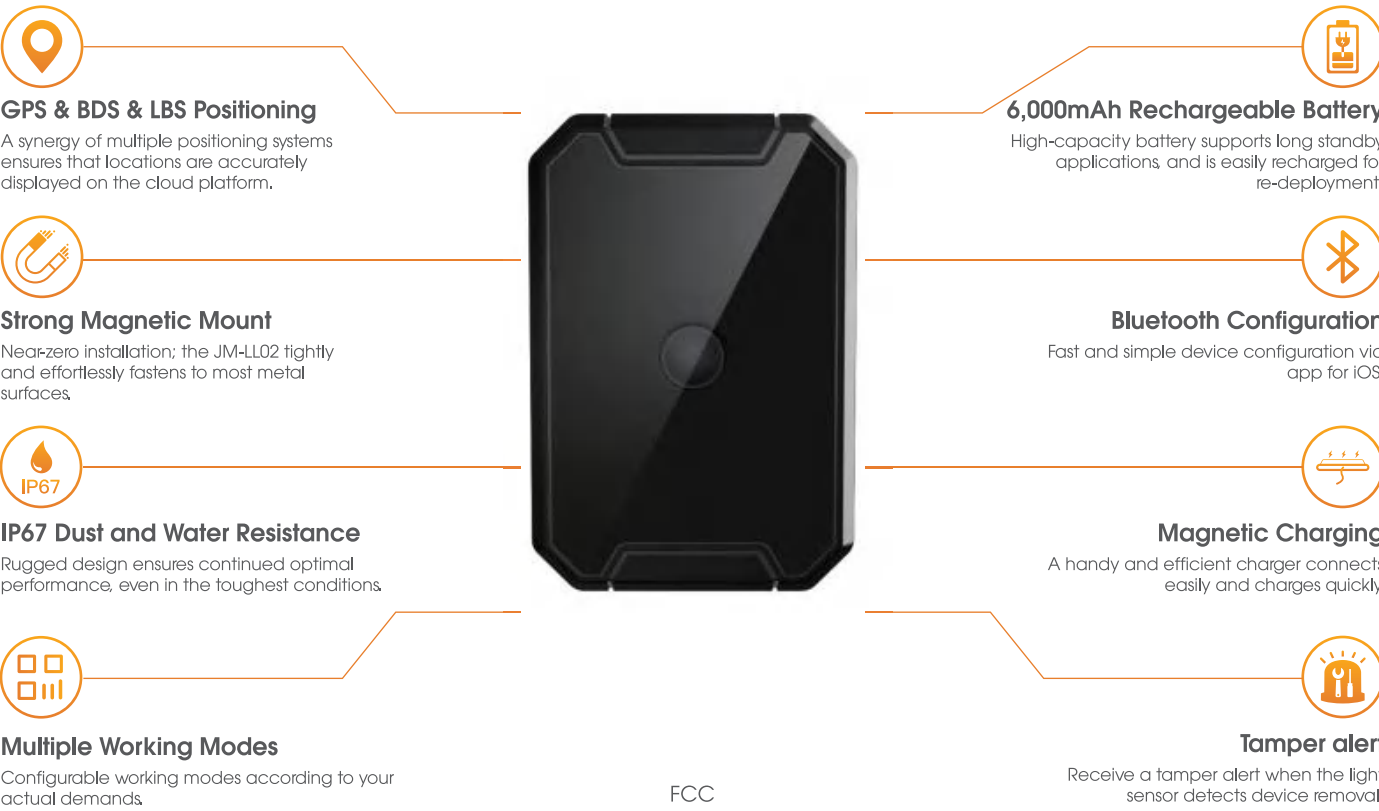 GPS & BDS & LBS Positioning
A synergy of multiple positioning systems
ensures that locations are accurately
displayed on the cloud platform.
Strong Magnetic Mount
Near-zero installation; the JM-LL02 tightly
and effortlessly fastens to most metal
surfaces.
IP67
IP67 Dust and Water Resistance
Rugged design ensures continued optimal
performance, even in the toughest conditions.
Multiple Working Modes
Configurable working modes according to your
actual demands.
6,000mAh Rechargeable Battery
High-capacity battery supports long standby
applications, and is easily recharged fo
re-deployment
Bluetooth Configuration
Fast and simple device configuration via
app for iOS
Magnetic Charging
A handy and efficient charger connects
easily and charges quickly
Tamper alert
Receive a tamper alert when the light
sensor detects device removal
FCC